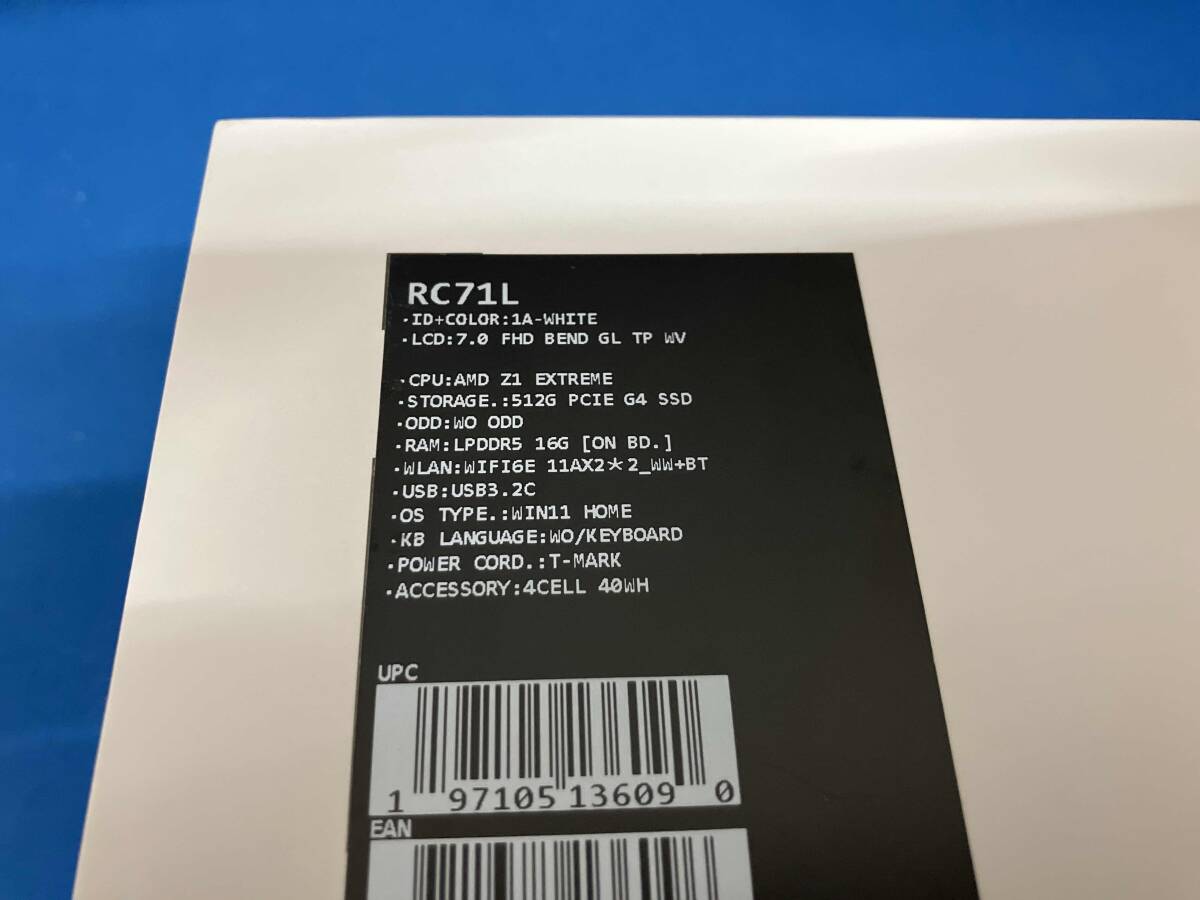 RC71L
·ID+COLOR:1A-WHITE
·LCD:7.0 FHD BEND GL TP WV
·CPU:AMD Z1 EXTREME
·STORAGE.:512G PCIE G4 SSD
·ODD:WO ODD
·RAM:LPDDR5 16G [ON BD.]
·WLAN:WIFI6E 11AX2*2_WW+BT
·USB:USB3.2C
·OS TYPE.:WIN11 HOME
·KB LANGUAGE:WO/KEYBOARD
·POWER CORD.:T-MARK
·ACCESSORY:4CELL 40WH
UPC
1 97105 13609 0
EAN